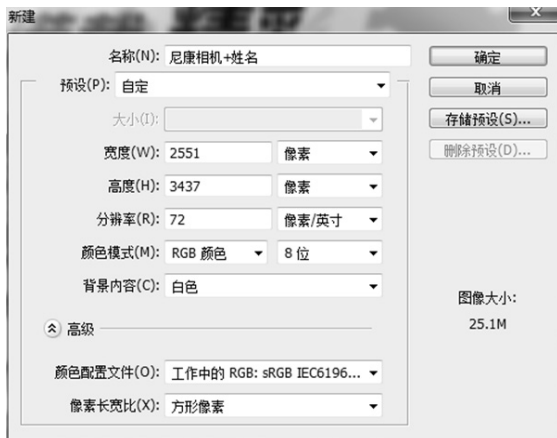 新建
名称(N): 尼康相机+姓名
确定
预设(P): 自定
取消
大小(I):
存储预设(S)...
宽度(W): 2551 像素
删除预设(D)...
高度(H): 3437 像素
分辨率(R): 72 像素/英寸
颜色模式(M): RGB 颜色 8 位
背景内容(C): 白色
图像大小:
25.1M
高级
颜色配置文件(O): 工作中的 RGB: sRGB IEC6196...
像素长宽比(X): 方形像素